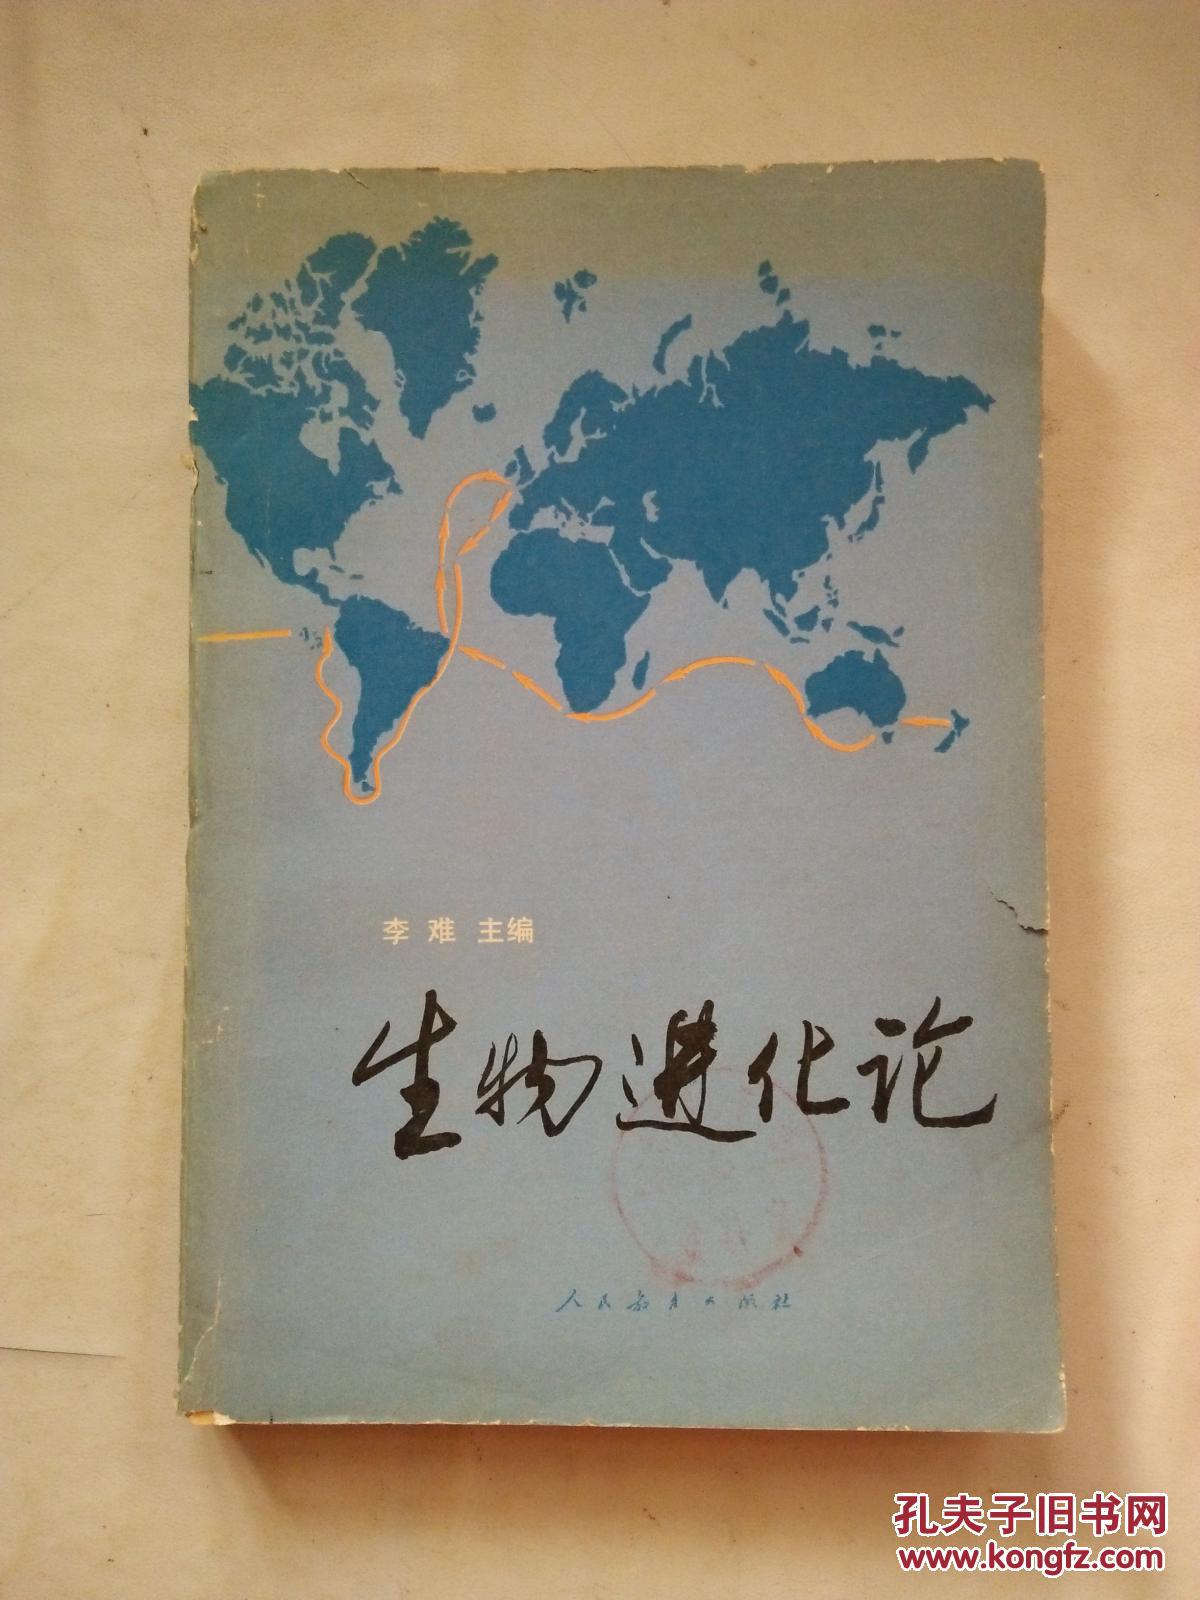 李 难 主编
生物进化论
人民教育出版社
孔夫子旧书网
www.kongfz.com